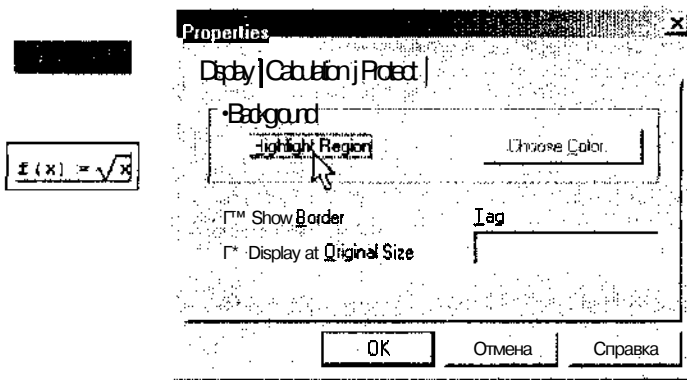 Properties
Display | Calculation | Protect |
Background
Highlight Region
Choose Color.
f(x) := √x
Show Border
Tag
Display at Original Size
OK
Отмена
Справка